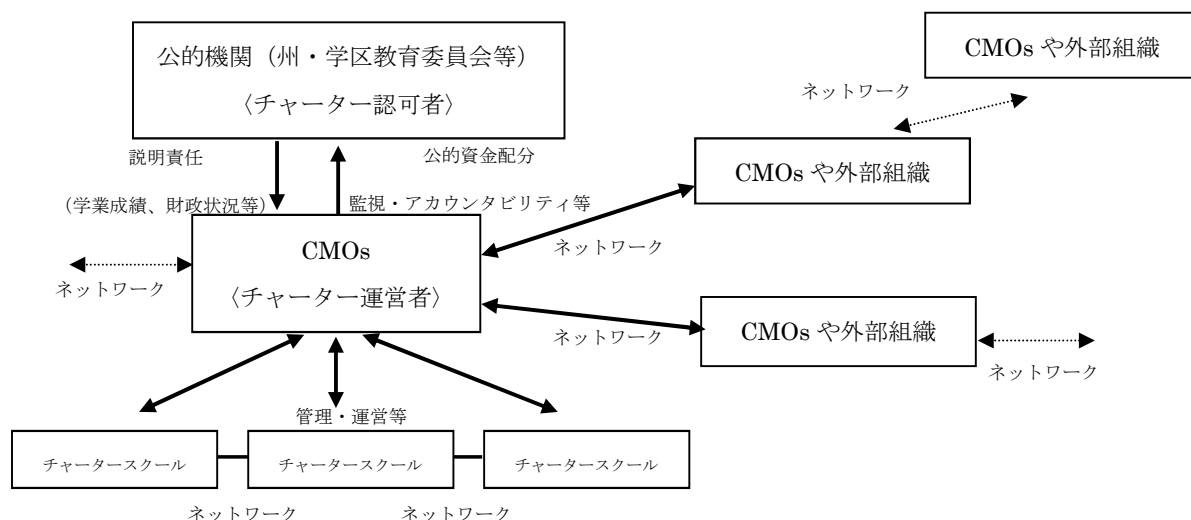 公的機関（州・学区教育委員会等）
〈チャーター認可者〉
CMOs や外部組織
ネットワーク
CMOs や外部組織
説明責任
公的資金配分
（学業成績、財政状況等）
監視・アカウンタビリティ等
CMOs
〈チャーター運営者〉
ネットワーク
ネットワーク
ネットワーク
CMOs や外部組織
ネットワーク
管理・運営等
チャータースクール
チャータースクール
チャータースクール
ネットワーク
ネットワーク